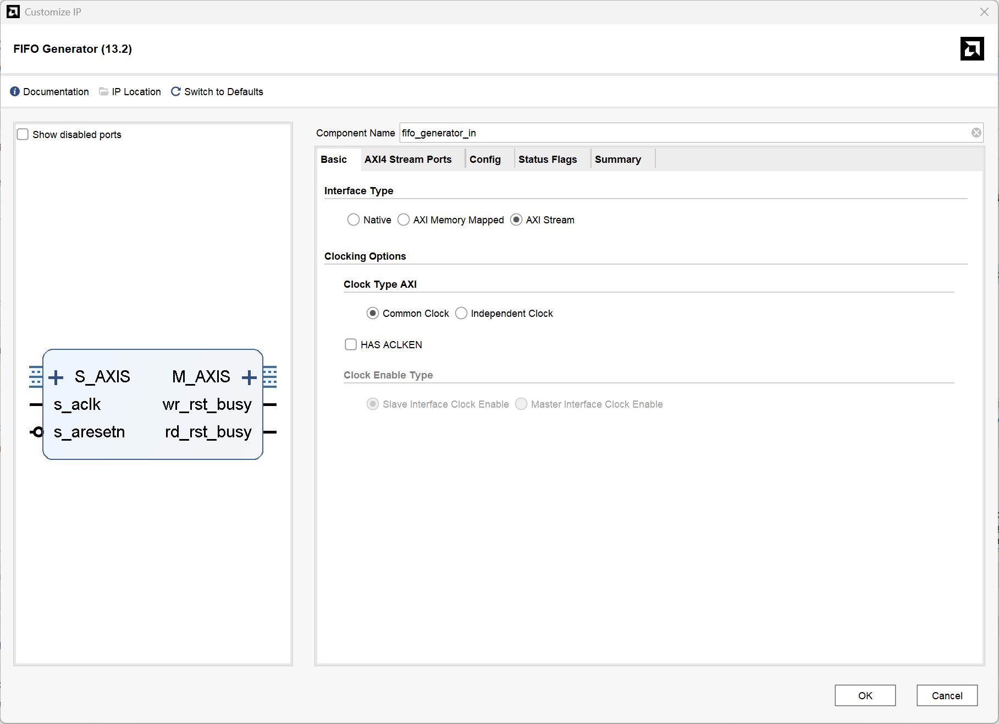 Customize IP
FIFO Generator (13.2)
Documentation IP Location Switch to Defaults
Show disabled ports
S_AXIS M_AXIS
s_aclk wr_rst_busy
s_aresetn rd_rst_busy
Component Name fifo_generator_in
Basic AXI4 Stream Ports Config Status Flags Summary
Interface Type
Native AXI Memory Mapped AXI Stream
Clocking Options
Clock Type AXI
Common Clock Independent Clock
HAS ACLKEN
Clock Enable Type
Slave Interface Clock Enable Master Interface Clock Enable
OK Cancel